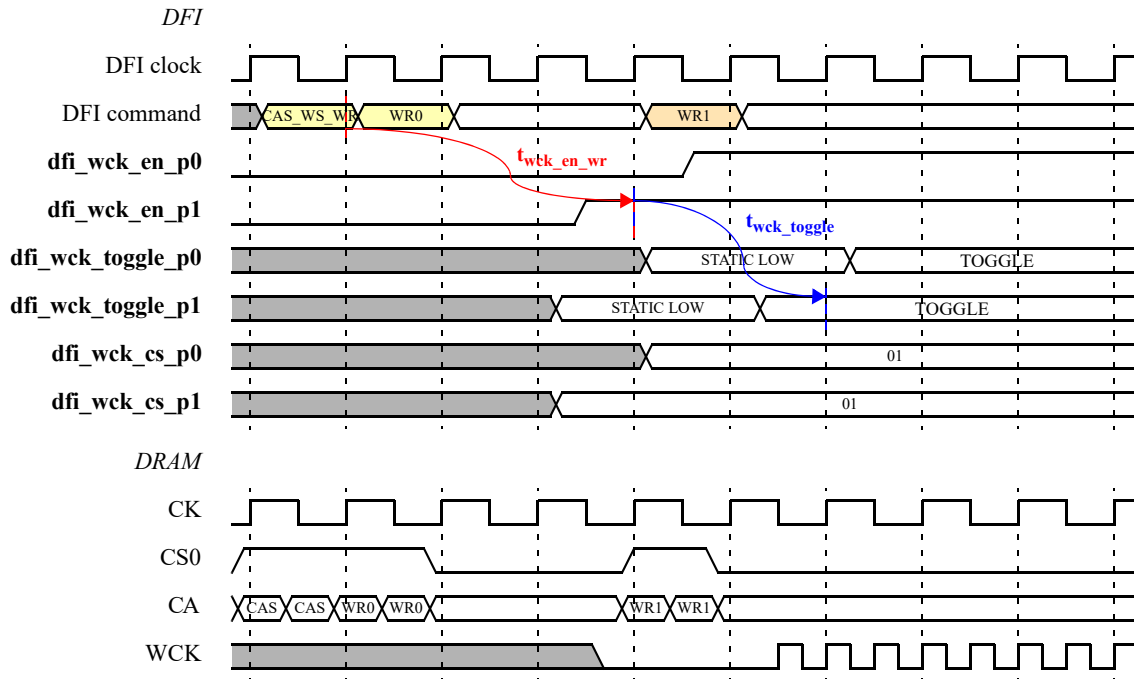 DFI
DFI clock
DFI command CAS_WS_WR WR0 WR1
dfi_wck_en_p0 t_wck_en_wr
dfi_wck_en_p1 t_wck_toggle
dfi_wck_toggle_p0 STATIC LOW TOGGLE
dfi_wck_toggle_p1 STATIC LOW TOGGLE
dfi_wck_cs_p0 01
dfi_wck_cs_p1 01
DRAM
CK
CS0
CA CAS CAS WR0 WR0 WR1 WR1
WCK